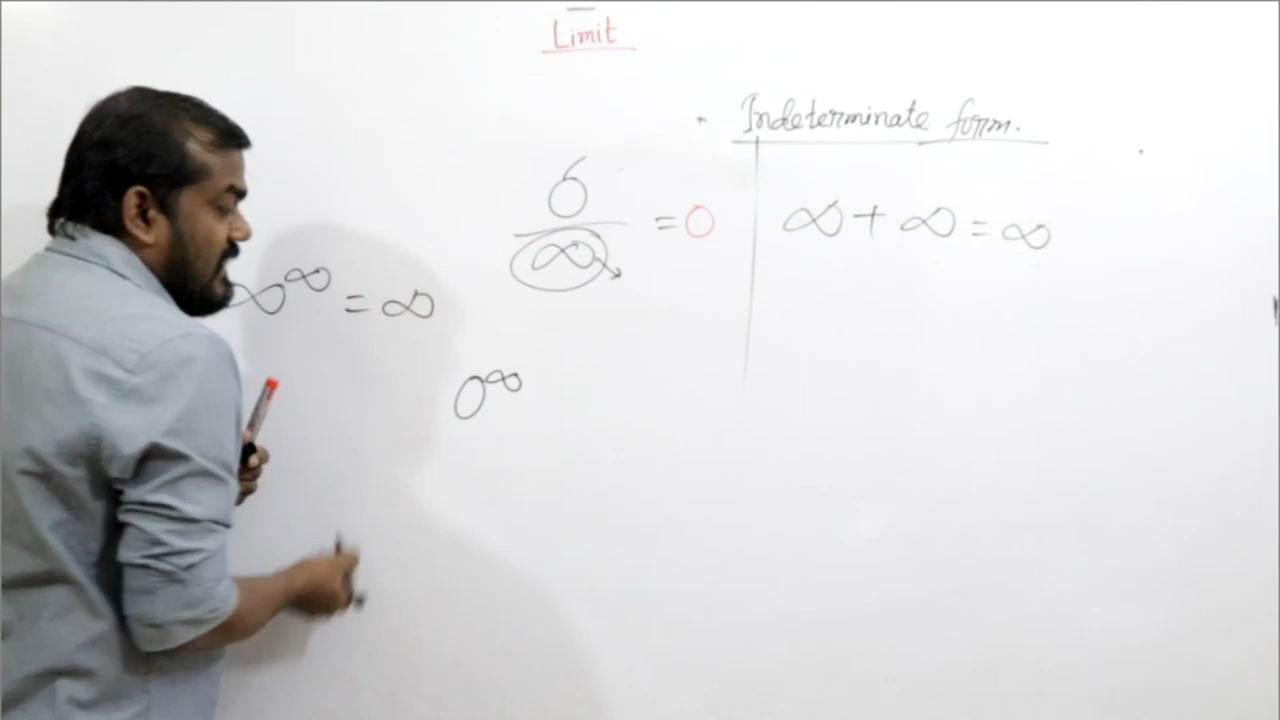 Limit
Indeterminate form.
6/∞ = 0
∞ + ∞ = ∞
∞^∞ = ∞
0^∞